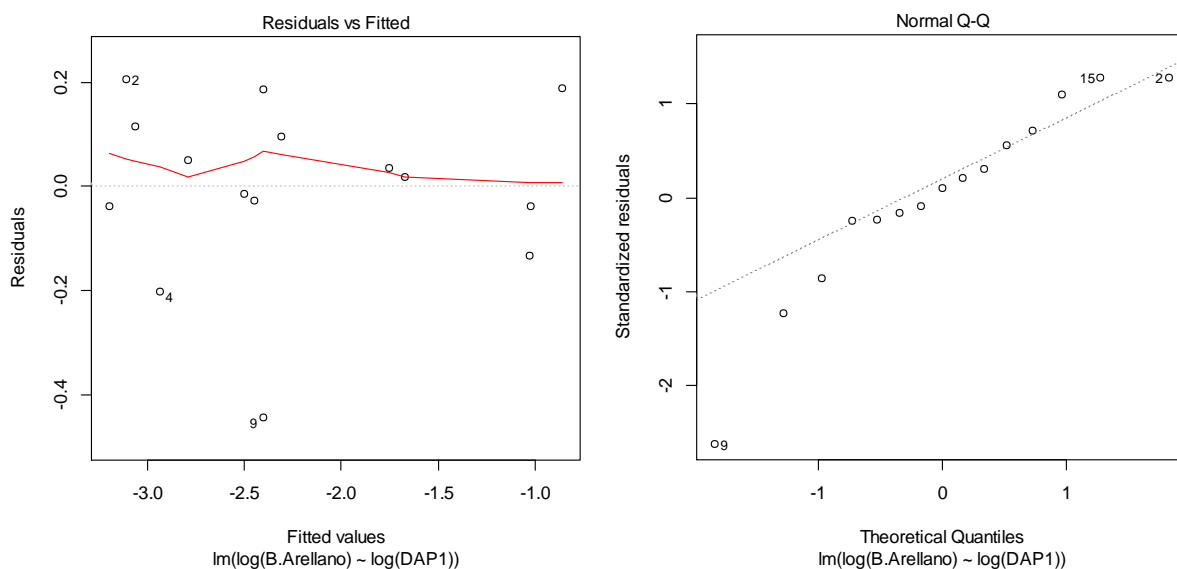 Residuals vs Fitted
Residuals
0.2
0.0
-0.2
-0.4
2
4
9
-3.0 -2.5 -2.0 -1.5 -1.0
Fitted values
lm(log(B.Arellano) ~ log(DAP1))
Normal Q-Q
Standardized residuals
1
0
-1
-2
15
2
9
-1 0 1
Theoretical Quantiles
lm(log(B.Arellano) ~ log(DAP1))